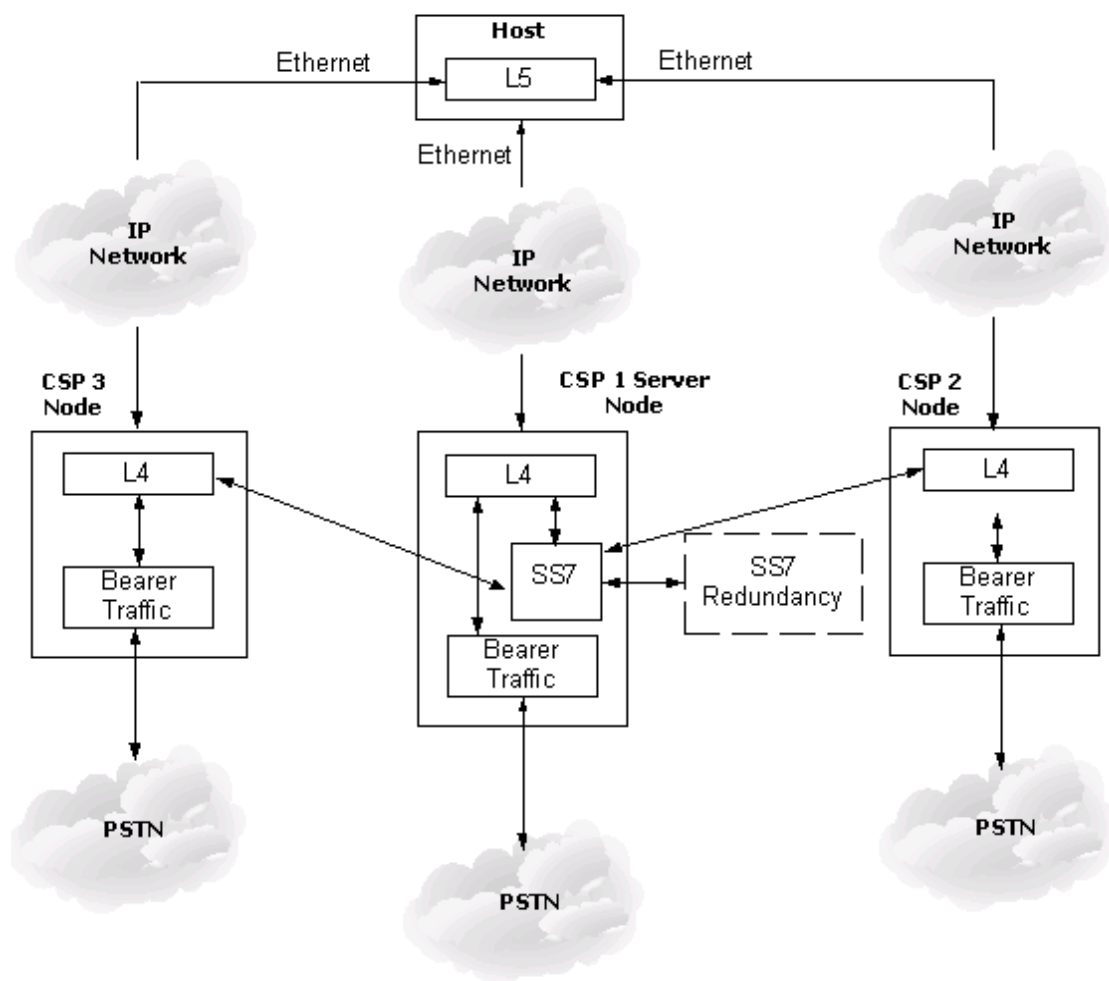 Host
Ethernet
L5
Ethernet
Ethernet
IP
Network
IP
Network
IP
Network
CSP 3
Node
CSP 1 Server
Node
CSP 2
Node
L4
L4
L4
SS7
SS7
Redundancy
Bearer
Traffic
Bearer
Traffic
Bearer
Traffic
PSTN
PSTN
PSTN